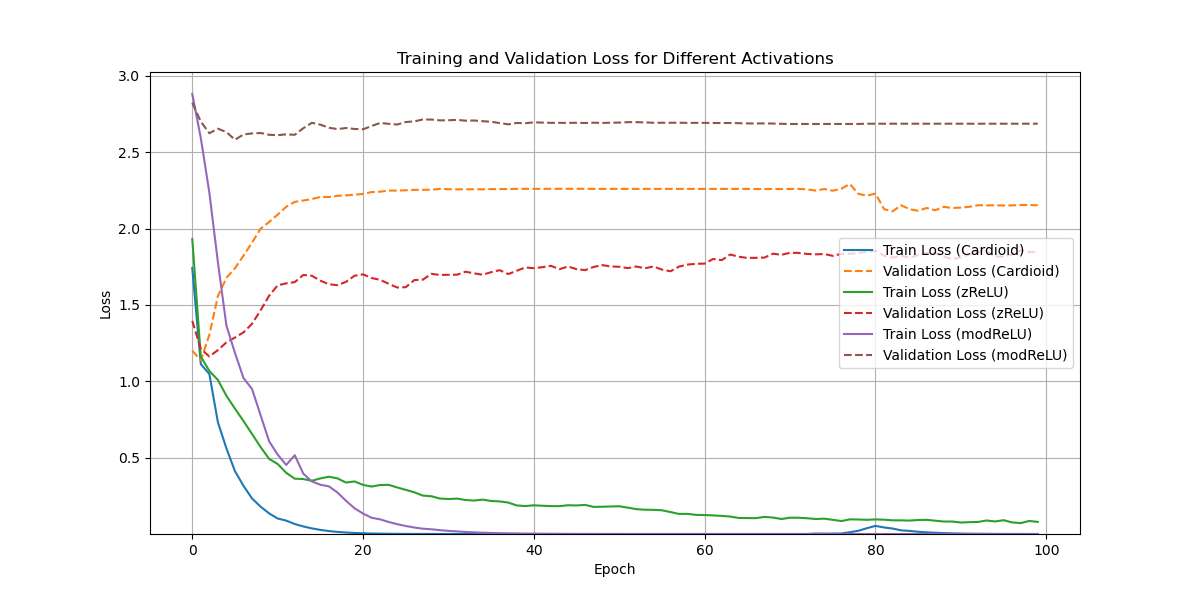 Training and Validation Loss for Different Activations
3.0
2.5
2.0
1.5
1.0
0.5
Loss
Train Loss (Cardioid)
Validation Loss (Cardioid)
Train Loss (zReLU)
Validation Loss (zReLU)
Train Loss (modReLU)
Validation Loss (modReLU)
0 20 40 60 80 100
Epoch